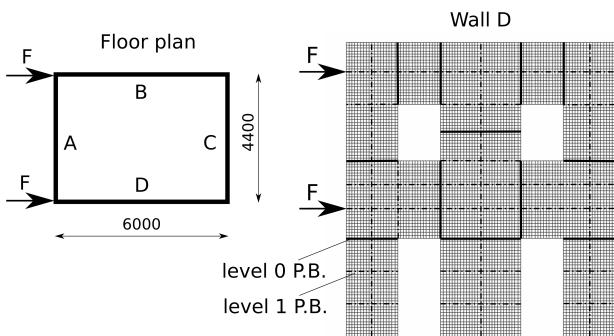 Floor plan
F
B
A
C
D
F
4400
6000
Wall D
F
F
level 0 P.B.
level 1 P.B.